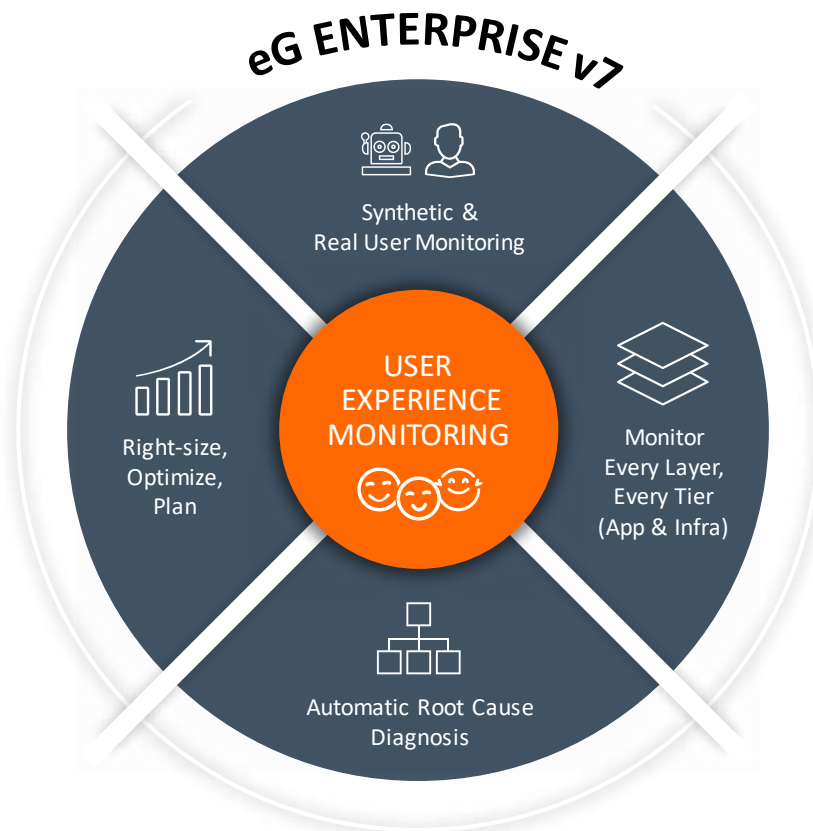 eG ENTERPRISE v7
Synthetic &
Real User Monitoring
USER
EXPERIENCE
MONITORING
Right-size,
Optimize,
Plan
Monitor
Every Layer,
Every Tier
(App & Infra)
Automatic Root Cause
Diagnosis